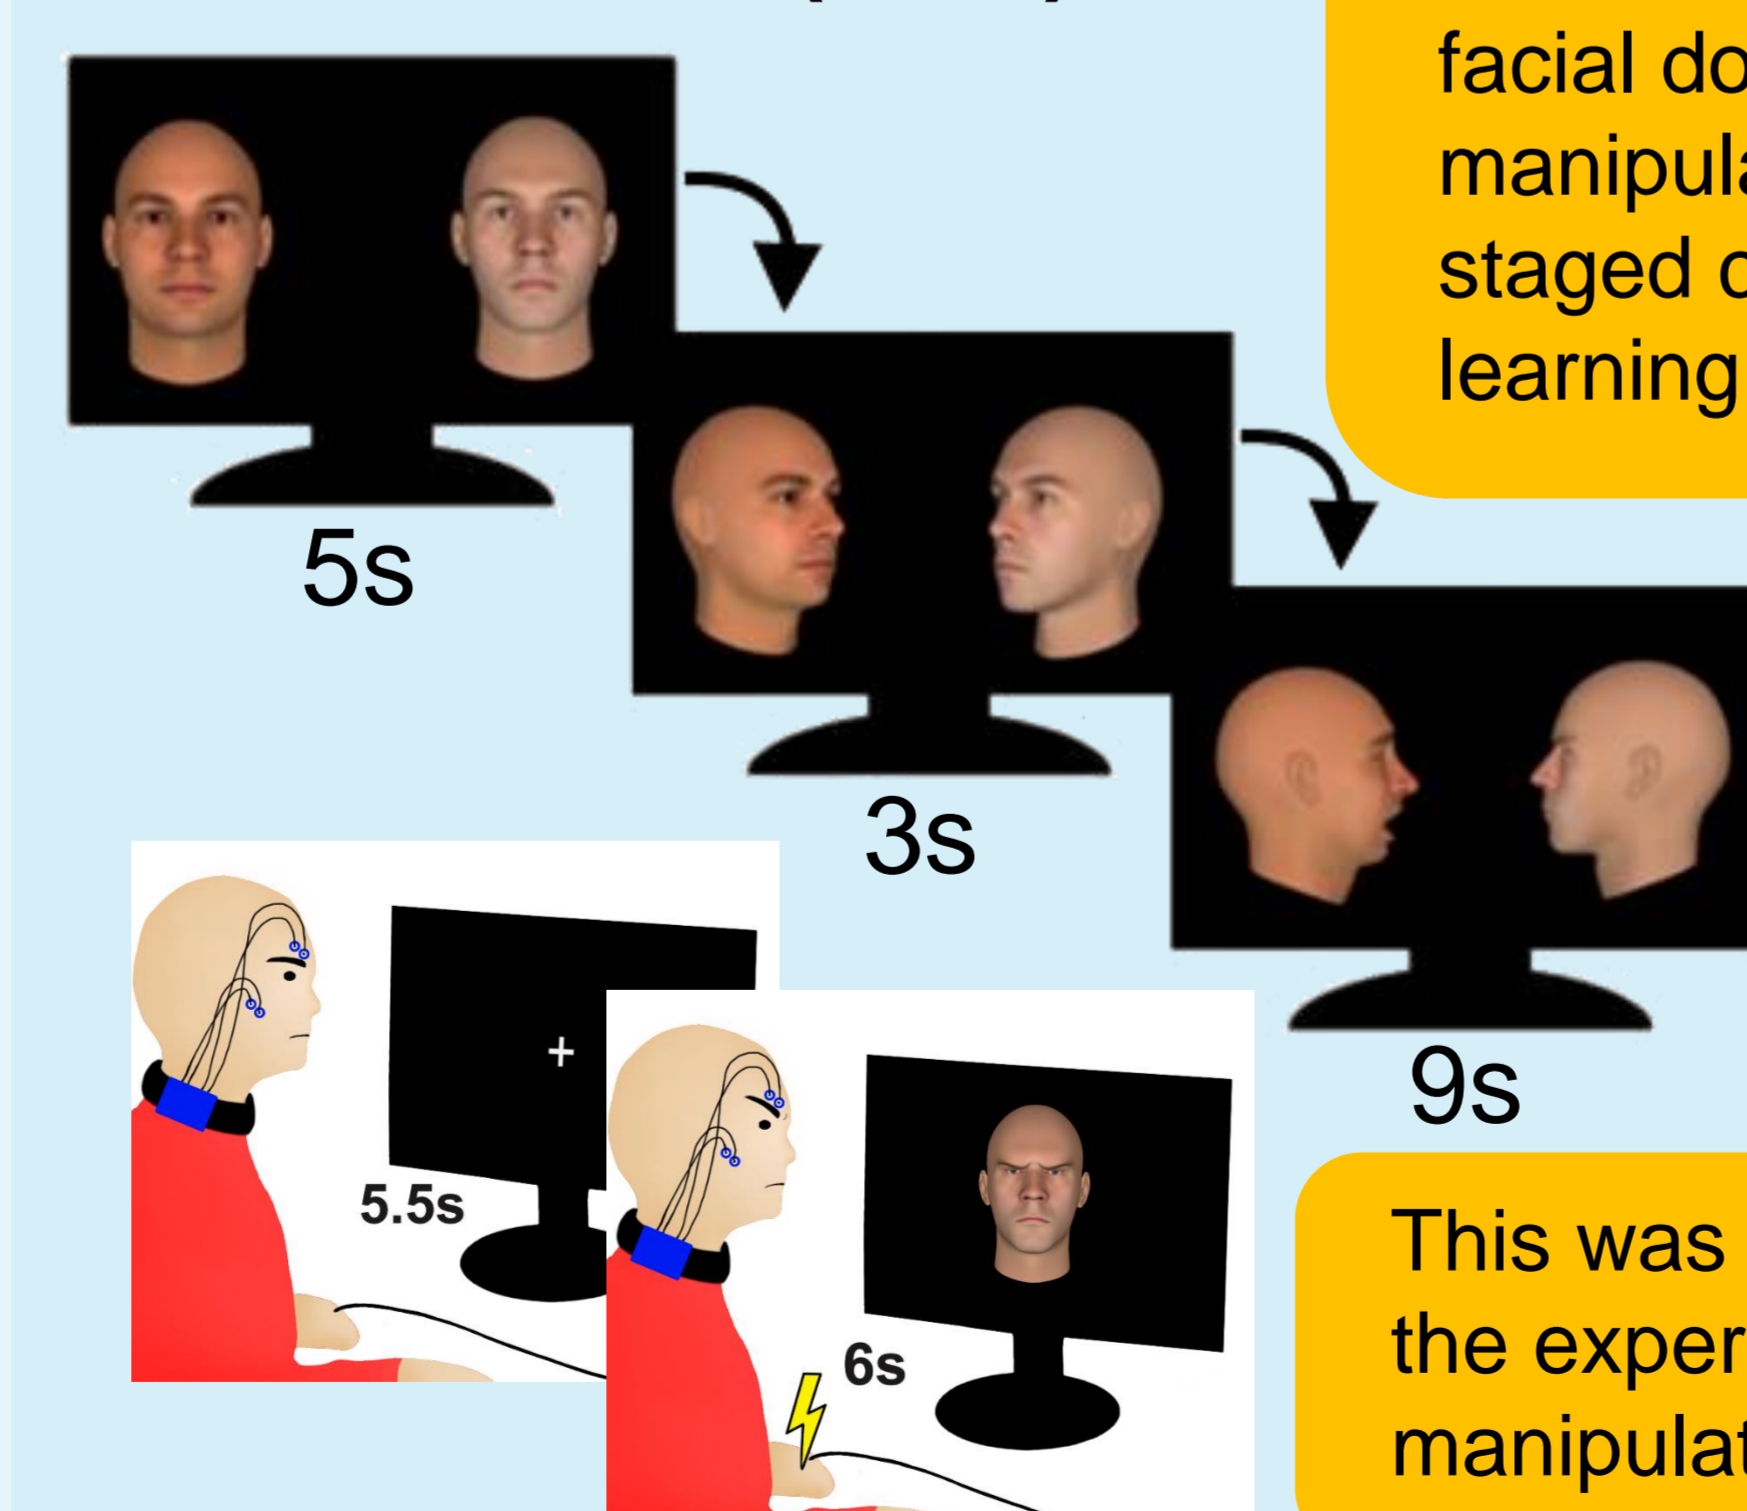 facial do
manipula
staged
learning
5s
3s
9s
5.5s
6s
This was
the exper
manipulat